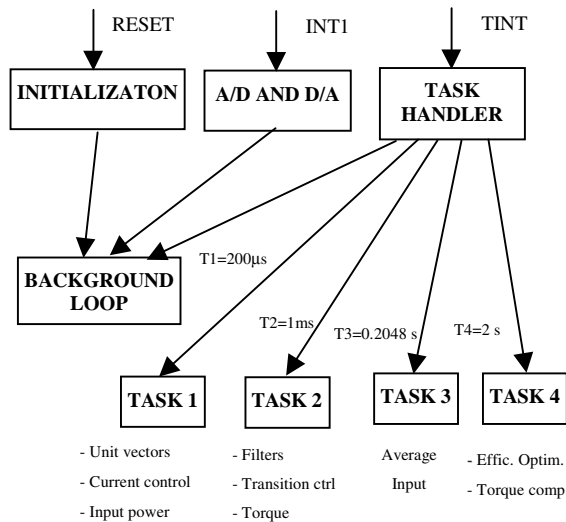 RESET
INT1
TINT
INITIALIZATON
A/D AND D/A
TASK
HANDLER
BACKGROUND
LOOP
T1=200µs
T2=1ms
T3=0.2048 s
T4=2 s
TASK 1
TASK 2
TASK 3
TASK 4
- Unit vectors
- Current control
- Input power
- Filters
- Transition ctrl
- Torque
Average
Input
- Effic. Optim.
- Torque comp